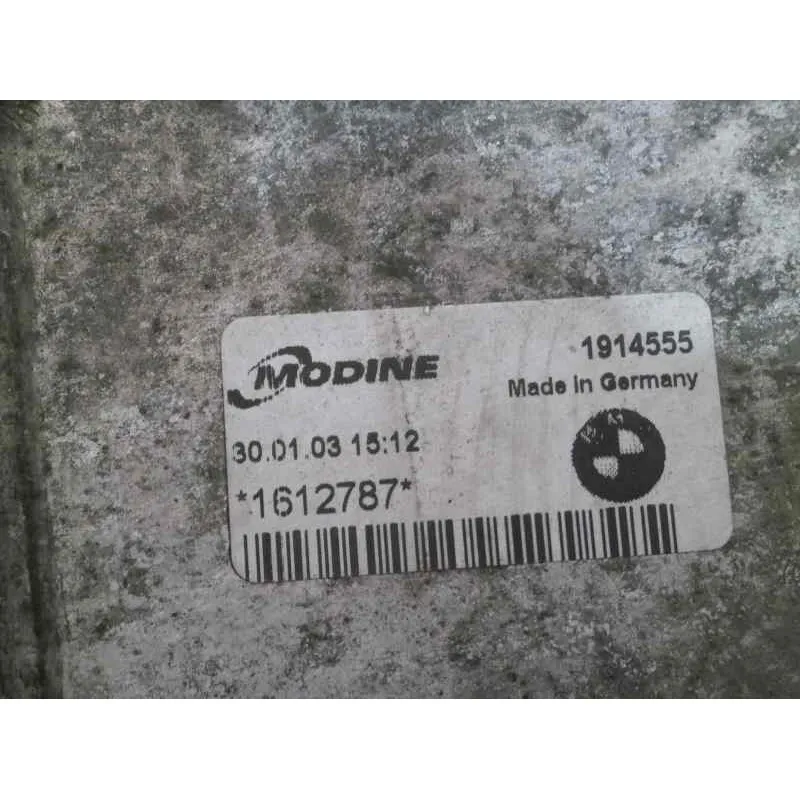 MODINE
1914555
Made in Germany
30.01.03 15:12
*1612787*